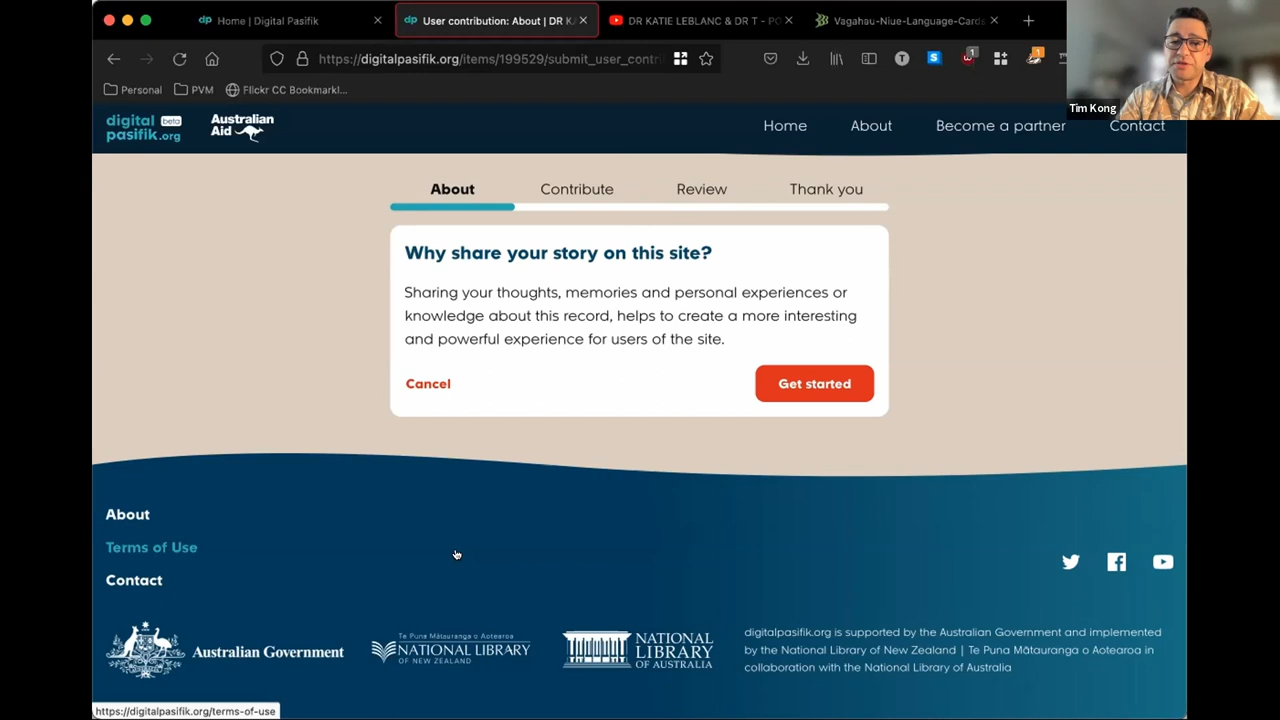 Home | Digital Pasifik
User contribution: About | DR KA
DR KATIE LEBLANC & DR T - PO
Vagahau-Niue-Language-Cards
https://digitalpasifik.org/items/199529/submit_user_contri
1
1
Personal
PVM
Flickr CC Bookmarkl...
Tim Kong
digital beta
pasifik.org
Australian
Aid
Home
About
Become a partner
Contact
About
Contribute
Review
Thank you
Why share your story on this site?
Sharing your thoughts, memories and personal experiences or
knowledge about this record, helps to create a more interesting
and powerful experience for users of the site.
Cancel
Get started
About
Terms of Use
Contact
Australian Government
Te Puna Mātauranga o Aotearoa
NATIONAL LIBRARY
OF NEW ZEALAND
NATIONAL
LIBRARY
OF AUSTRALIA
digitalpasifik.org is supported by the Australian Government and implemented
by the National Library of New Zealand | Te Puna Mātauranga o Aotearoa in
collaboration with the National Library of Australia
https://digitalpasifik.org/terms-of-use